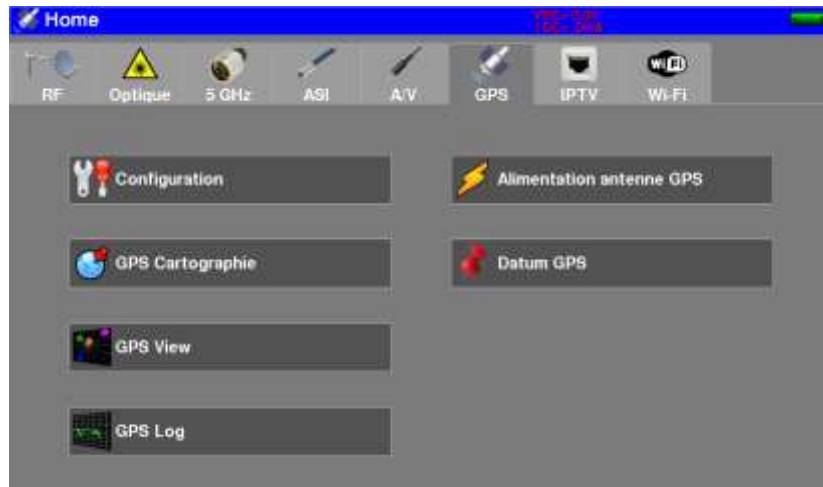 Home
RF Optique 5 GHz ASI A/V GPS IPTV Wi-Fi
Configuration
Alimentation antenne GPS
GPS Cartographie
Datum GPS
GPS View
GPS Log